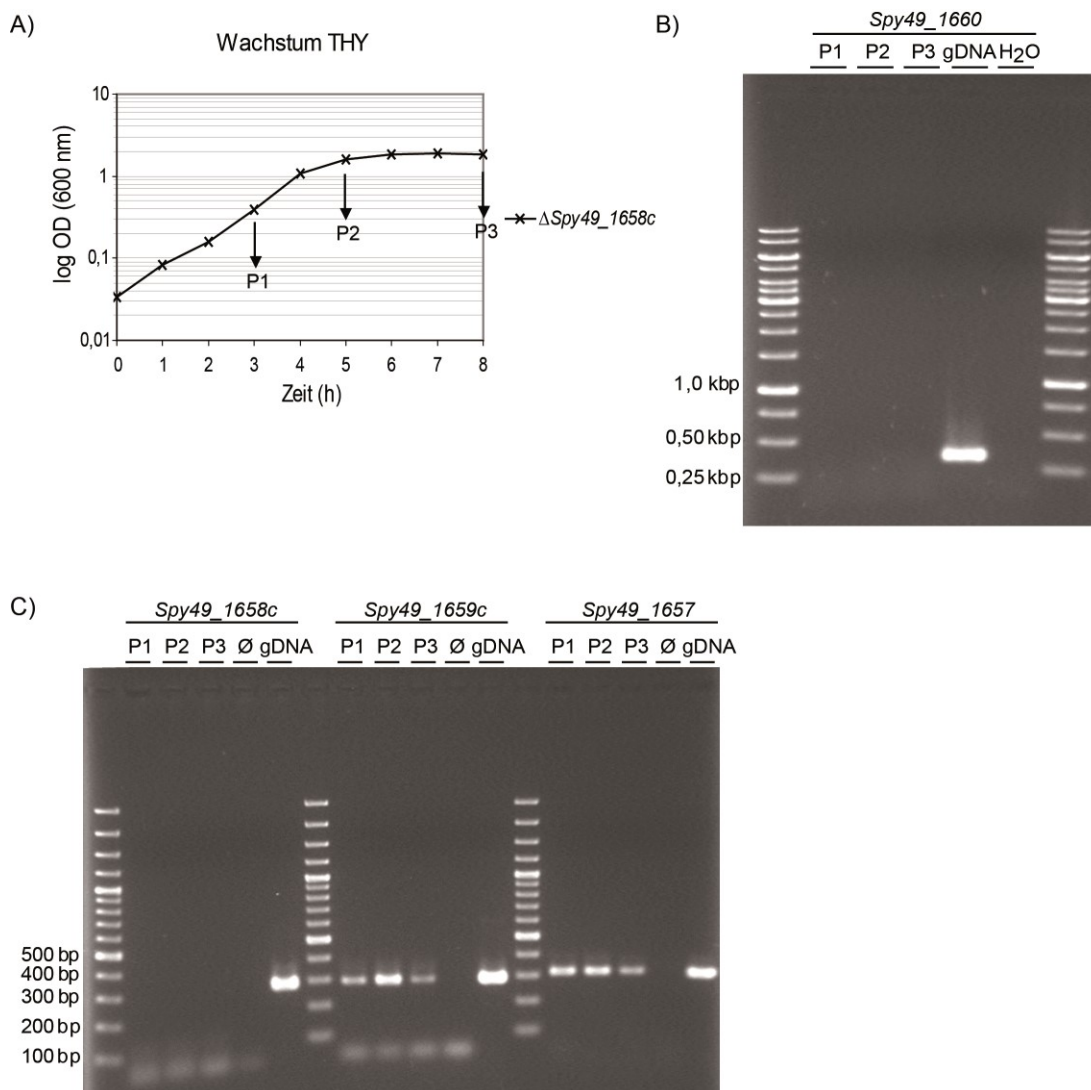 A)
Wachstum THY
log OD (600 nm)
10
1
0,1
0,01
0 1 2 3 4 5 6 7 8
Zeit (h)
P1
P2
P3
ΔSpy49_1658c
B)
Spy49_1660
P1 P2 P3 gDNA H2O
1,0 kbp
0,50 kbp
0,25 kbp
C)
Spy49_1658c Spy49_1659c Spy49_1657
P1 P2 P3 Ø gDNA P1 P2 P3 Ø gDNA P1 P2 P3 Ø gDNA
500 bp
400 bp
300 bp
200 bp
100 bp